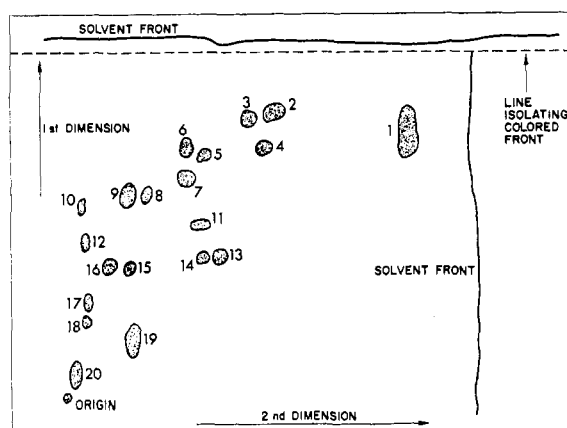 SOLVENT FRONT
1st DIMENSION
LINE
ISOLATING
COLORED
FRONT
3
2
1
6
5
4
7
10
9
8
11
12
16
15
14
13
SOLVENT FRONT
17
18
19
20
ORIGIN
2nd DIMENSION